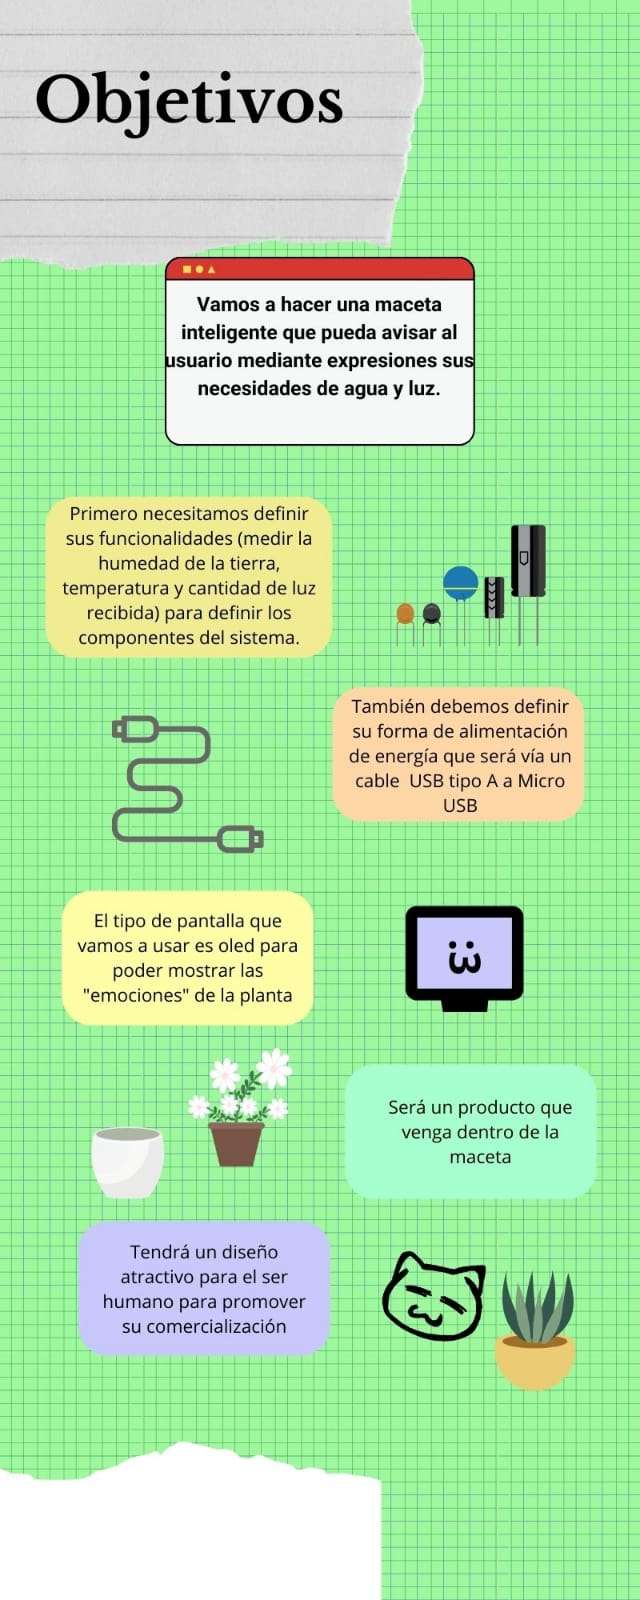 Objetivos
Vamos a hacer una maceta
inteligente que pueda avisar al
usuario mediante expresiones sus
necesidades de agua y luz.
Primero necesitamos definir
sus funcionalidades (medir la
humedad de la tierra,
temperatura y cantidad de luz
recibida) para definir los
componentes del sistema.
También debemos definir
su forma de alimentación
de energía que será vía un
cable USB tipo A a Micro
USB
El tipo de pantalla que
vamos a usar es oled para
poder mostrar las
"emociones" de la planta
Será un producto que
venga dentro de la
maceta
Tendrá un diseño
atractivo para el ser
humano para promover
su comercialización